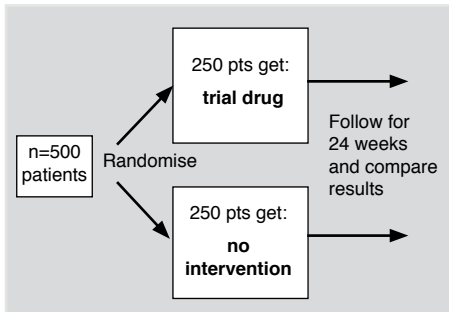 n=500
patients
Randomise
250 pts get:
trial drug
250 pts get:
no
intervention
Follow for
24 weeks
and compare
results